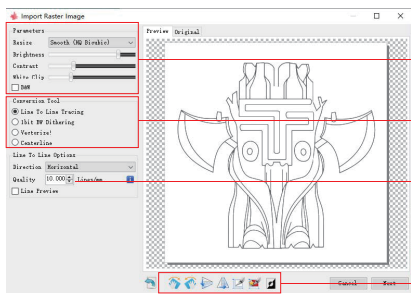 Import Raster Image
Parameters
Resize Smooth (HQ Bicubic)
Brightness
Contrast
White Clip
B&W
Conversion Tool
Line To Line Tracing
1bit BW Dithering
Vectorize!
Centerline
Line To Line Options
Direction Horizontal
Quality 10.000 Lines/mm
Line Preview
Preview Original
Cancel Next